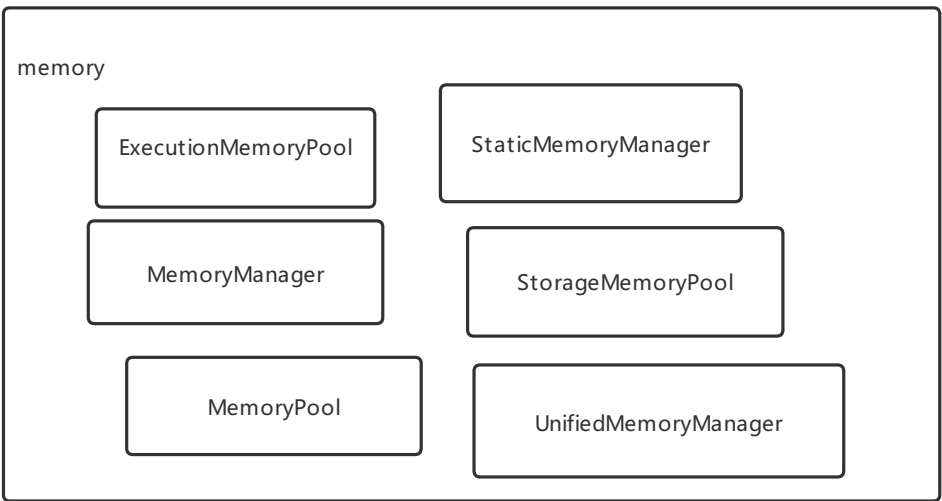 memory
ExecutionMemoryPool
StaticMemoryManager
MemoryManager
StorageMemoryPool
MemoryPool
UnifiedMemoryManager